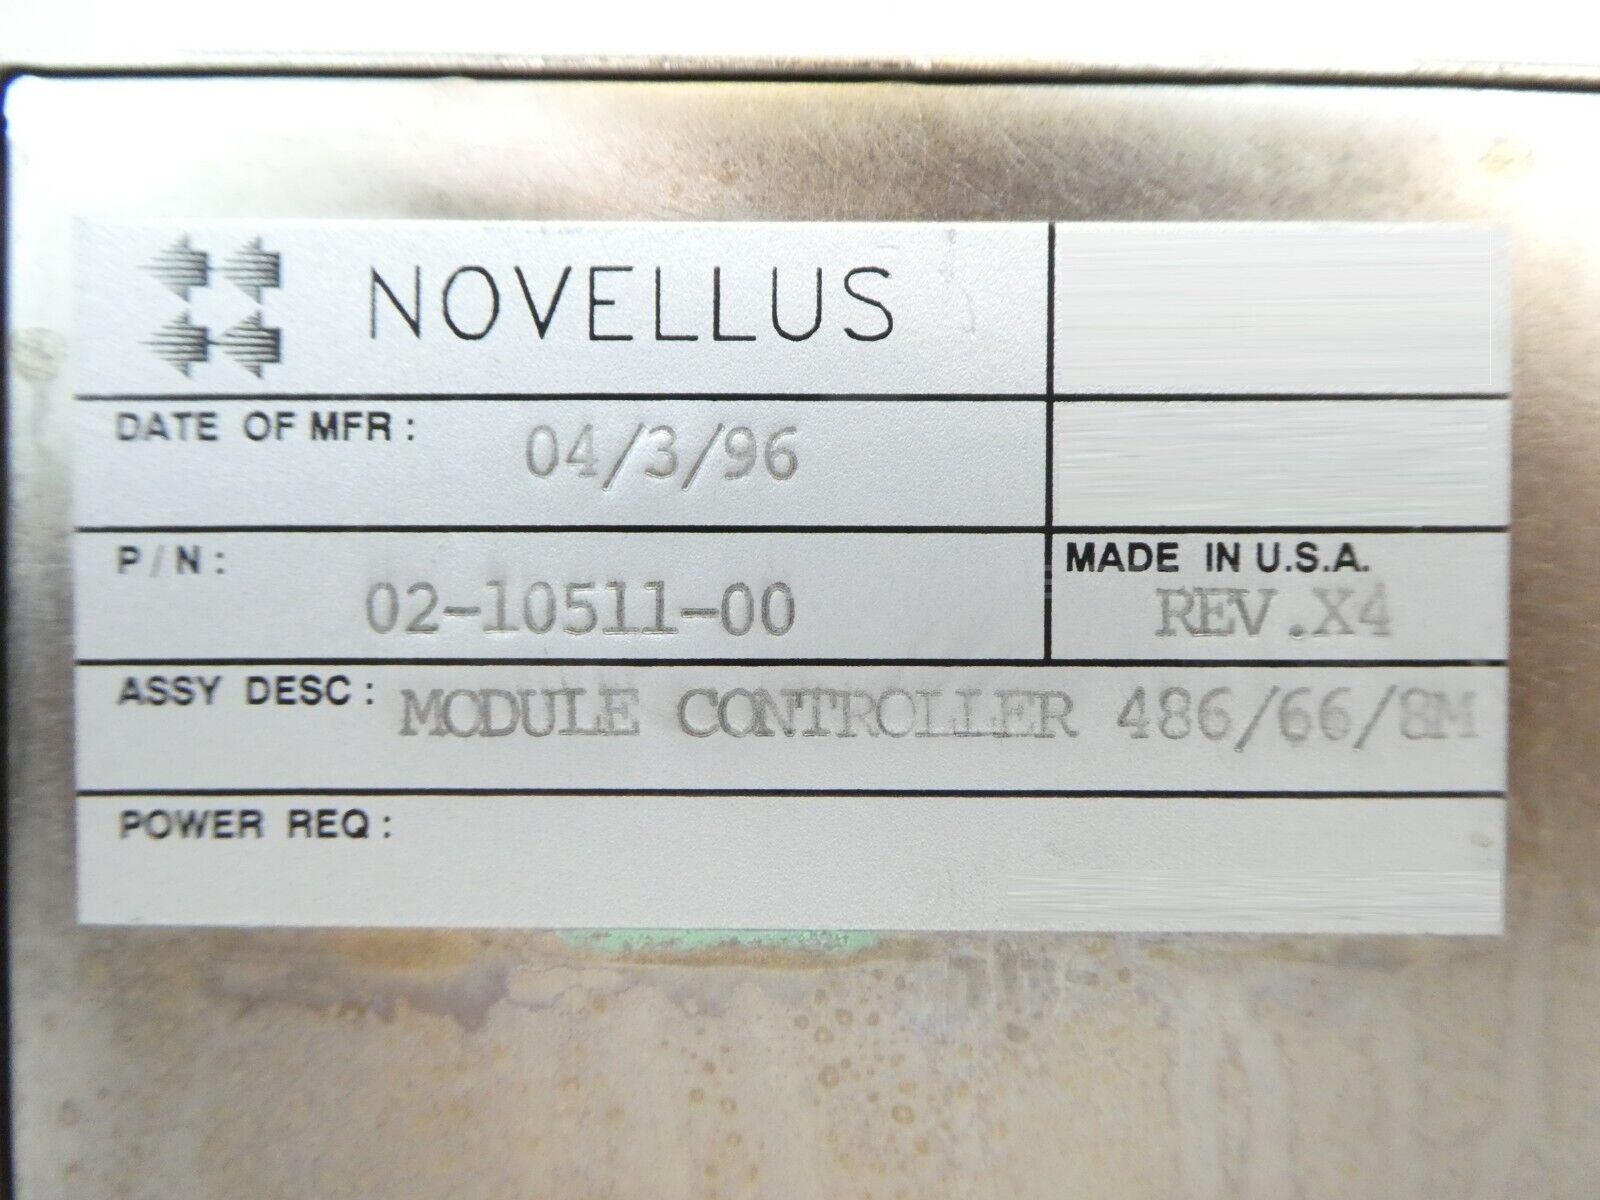 NOVELLUS
DATE OF MFR: 04/3/96
P/N: 02-10511-00
MADE IN U.S.A.
REV.X4
ASSY DESC: MODULE CONTROLLER 486/66/8M
POWER REQ: